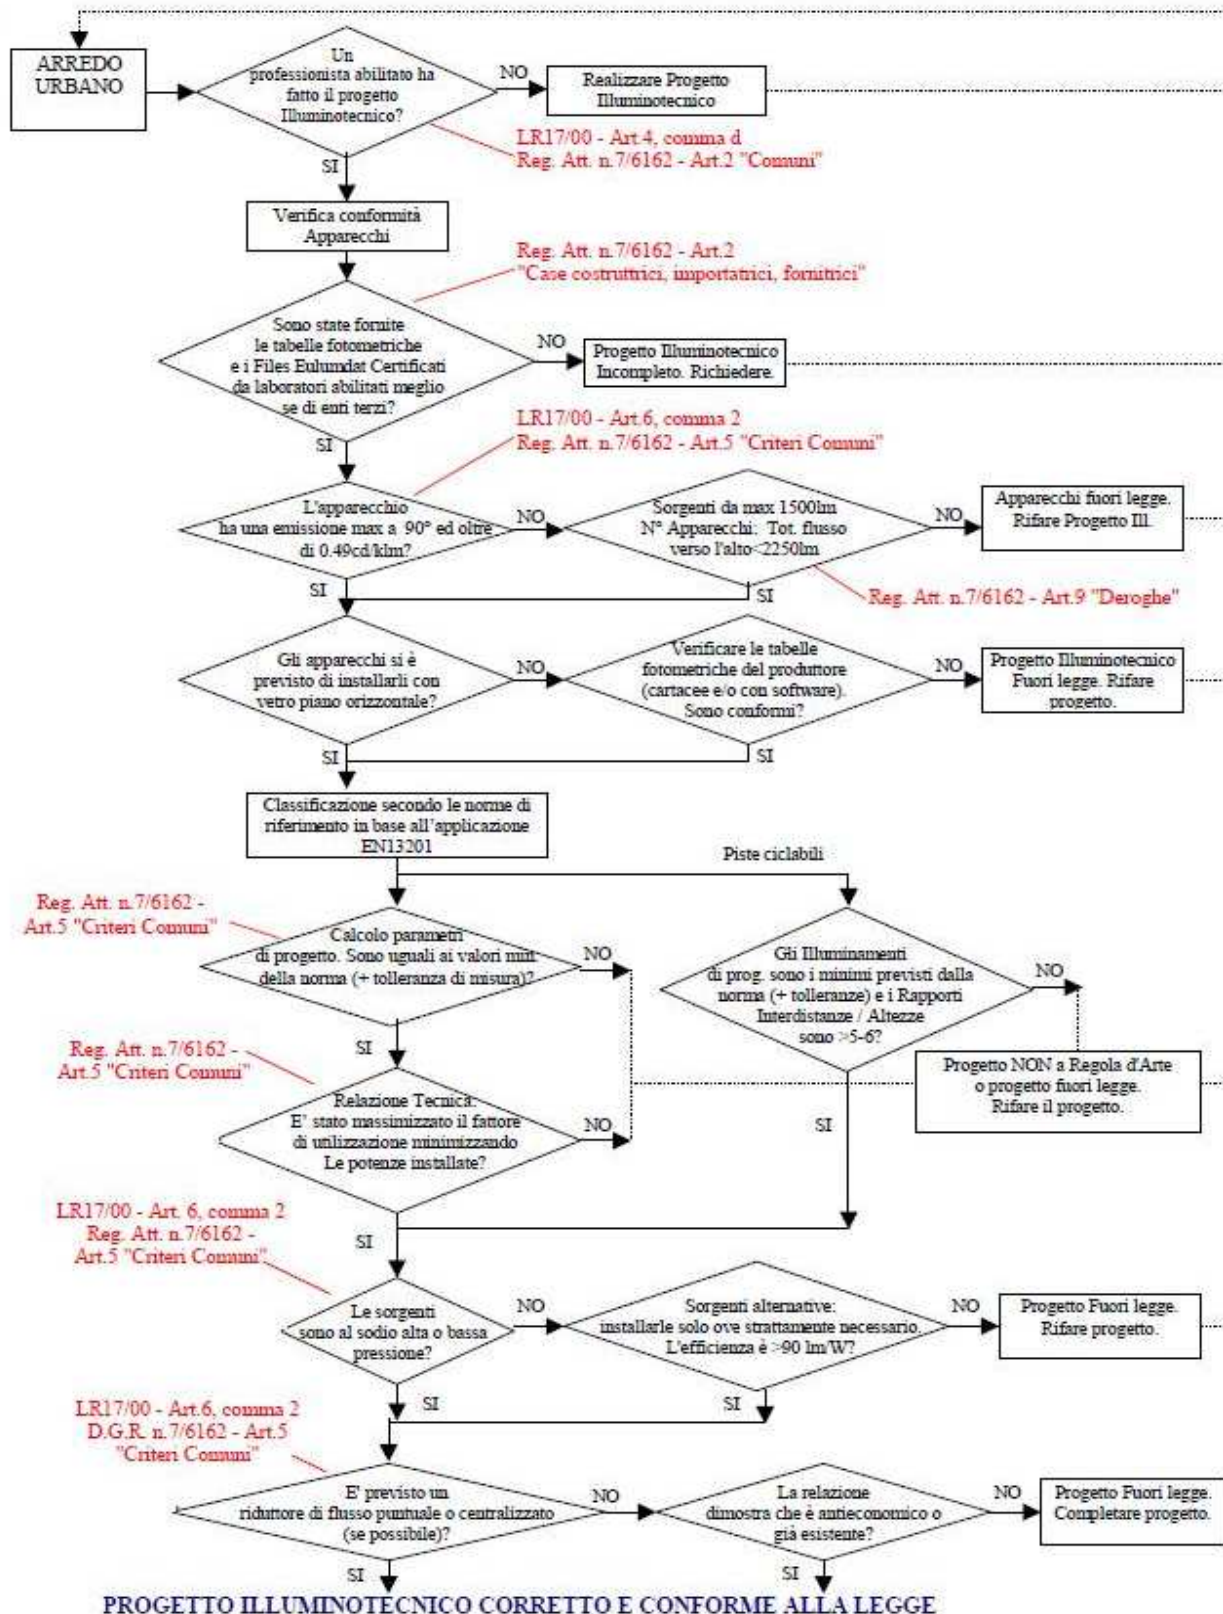 ARREDO
URBANO
Un
professionista abilitato ha
fatto il progetto
Illuminotecnico?
NO
Realizzare Progetto
Illuminotecnico
LR17/00 - Art.4, comma d
Reg. Att. n.7/6162 - Art.2 "Comuni"
SI
Verifica conformità
Apparecchi
Reg. Att. n.7/6162 - Art.2
"Case costruttrici, importatrici, fornitrici"
Sono state fornite
le tabelle fotometriche
e i Files Eulumdat Certificati
da laboratori abilitati meglio
se di enti terzi?
NO
Progetto Illuminotecnico
Incompleto. Richiedere.
SI
LR17/00 - Art.6, comma 2
Reg. Att. n.7/6162 - Art.5 "Criteri Comuni"
L'apparecchio
ha una emissione max a 90° ed oltre
di 0.49cd/klm?
NO
Sorgenti da max 1500lm
N° Apparecchi: Tot. flusso
verso l'alto<2250lm
NO
Apparecchi fuori legge.
Rifare Progetto Ill.
SI
SI
Reg. Att. n.7/6162 - Art.9 "Deroghe"
Gli apparecchi si è
previsto di installarli con
vetro piano orizzontale?
NO
Verificare le tabelle
fotometriche del produttore
(cartacee e/o con software).
Sono conformi?
NO
Progetto Illuminotecnico
Fuori legge. Rifare
progetto.
SI
SI
Classificazione secondo le norme di
riferimento in base all'applicazione
EN13201
Piste ciclabili
Reg. Att. n.7/6162 -
Art.5 "Criteri Comuni"
Calcolo parametri
di progetto. Sono uguali ai valori min.
della norma (+ tolleranza di misura)?
NO
Gli Illuminamenti
di prog. sono i minimi previsti dalla
norma (+ tolleranze) e i Rapporti
Interdistanze / Altezze
sono >5-6?
NO
SI
Reg. Att. n.7/6162 -
Art.5 "Criteri Comuni"
Relazione Tecnica:
E' stato massimizzato il fattore
di utilizzazione minimizzando
Le potenze installate?
NO
Progetto NON a Regola d'Arte
o progetto fuori legge.
Rifare il progetto.
SI
SI
LR17/00 - Art. 6, comma 2
Reg. Att. n.7/6162 -
Art.5 "Criteri Comuni"
Le sorgenti
sono al sodio alta o bassa
pressione?
NO
Sorgenti alternative:
installarle solo ove strattamente necessario.
L'efficienza è >90 lm/W?
NO
Progetto Fuori legge.
Rifare progetto.
SI
SI
LR17/00 - Art.6, comma 2
D.G.R. n.7/6162 - Art.5
"Criteri Comuni"
E' previsto un
riduttore di flusso puntuale o centralizzato
(se possibile)?
NO
La relazione
dimostra che è antieconomico o
già esistente?
NO
Progetto Fuori legge.
Completare progetto.
SI
SI
PROGETTO ILLUMINOTECNICO CORRETTO E CONFORME ALLA LEGGE